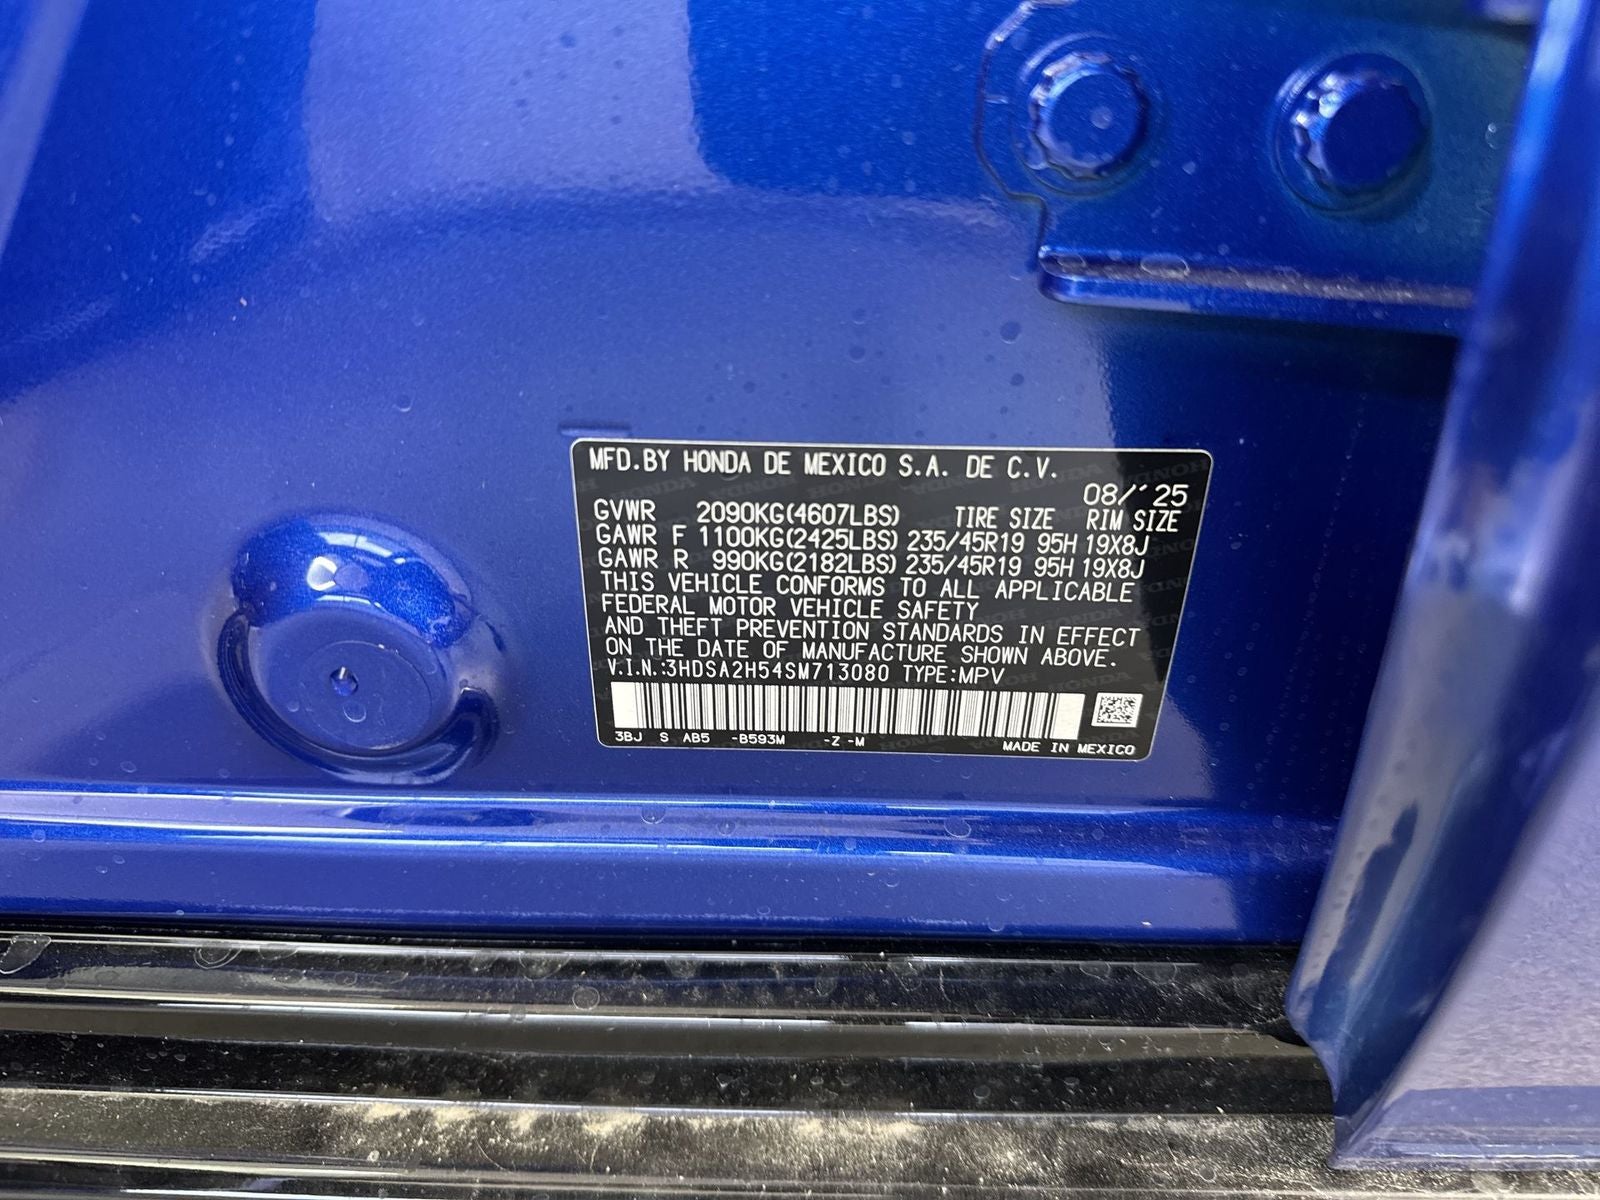 MFD.BY HONDA DE MEXICO S.A. DE C.V.
08/'25
GVWR 2090KG(4607LBS) TIRE SIZE RIM SIZE
GAWR F 1100KG(2425LBS) 235/45R19 95H 19X8J
GAWR R 990KG(2182LBS) 235/45R19 95H 19X8J
THIS VEHICLE CONFORMS TO ALL APPLICABLE
FEDERAL MOTOR VEHICLE SAFETY
AND THEFT PREVENTION STANDARDS IN EFFECT
ON THE DATE OF MANUFACTURE SHOWN ABOVE.
V.I.N.:3HDSA2H54SM713080 TYPE:MPV
3BJ S AB5 -B593M -Z -M MADE IN MEXICO